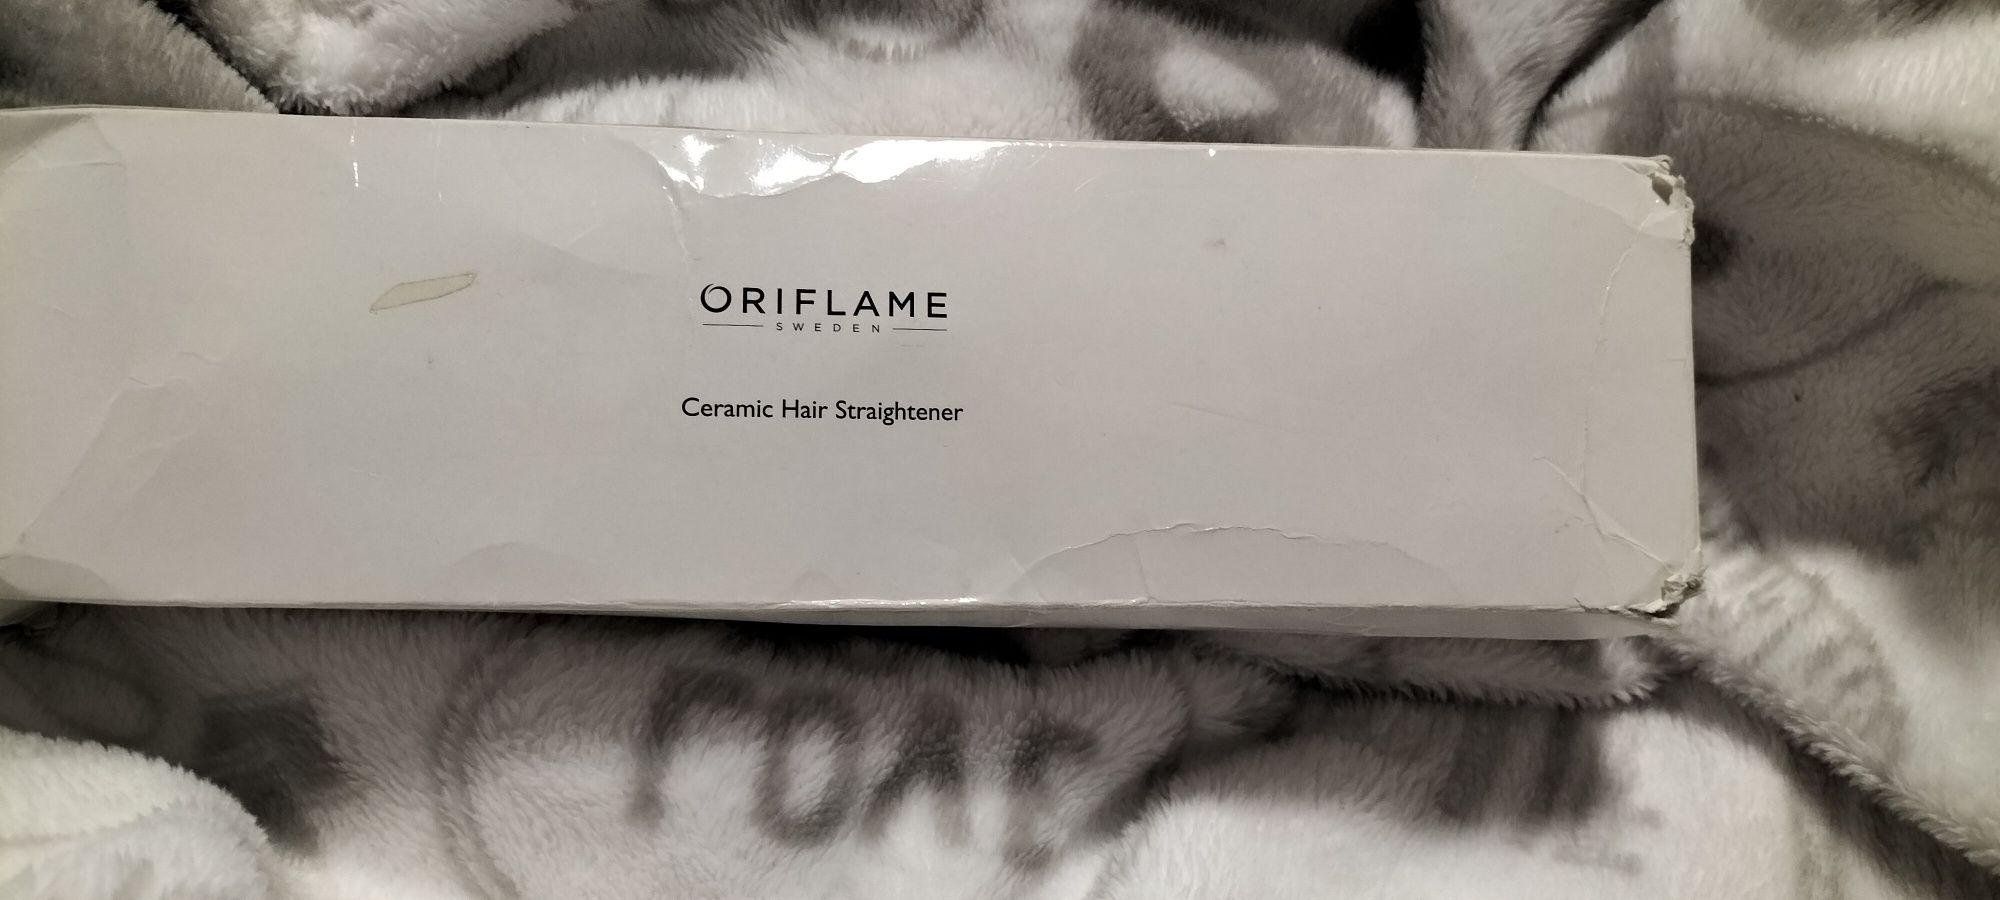 ORIFLAME
SWEDEN
Ceramic Hair Straightener